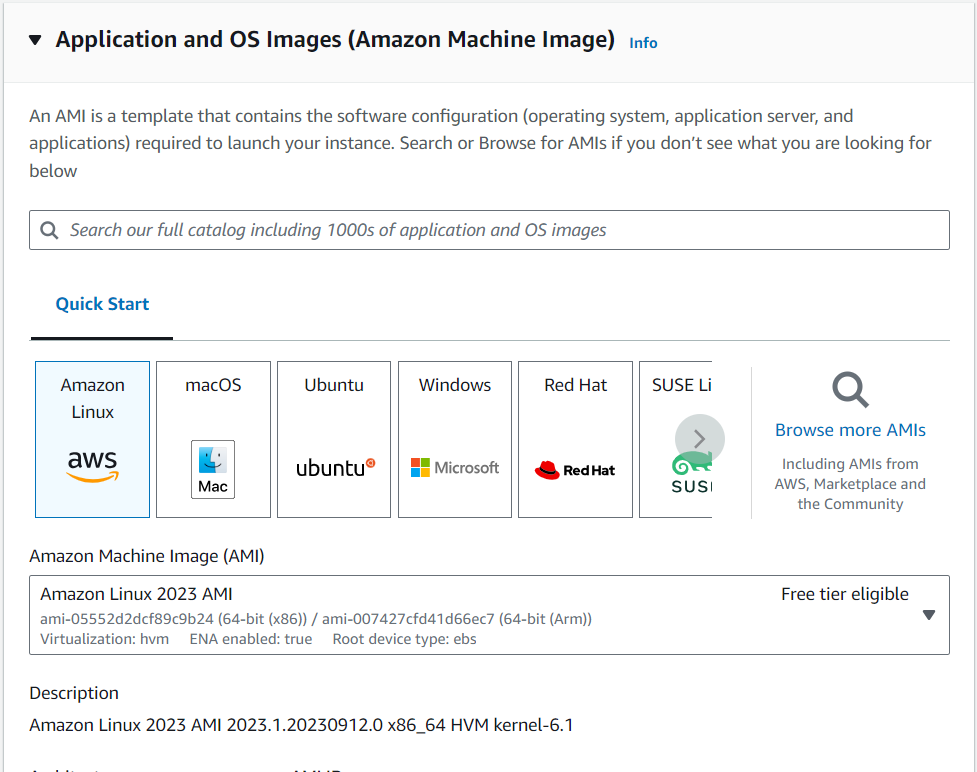 Application and OS Images (Amazon Machine Image) Info
An AMI is a template that contains the software configuration (operating system, application server, and
applications) required to launch your instance. Search or Browse for AMIs if you don’t see what you are looking for
below
Search our full catalog including 1000s of application and OS images
Quick Start
Amazon
Linux
aws
macOS
Mac
Ubuntu
ubuntu
Windows
Microsoft
Red Hat
Red Hat
SUSE Li
SUS
Browse more AMIs
Including AMIs from
AWS, Marketplace and
the Community
Amazon Machine Image (AMI)
Amazon Linux 2023 AMI Free tier eligible
ami-05552d2dcf89c9b24 (64-bit (x86)) / ami-007427cfd41d66ec7 (64-bit (Arm))
Virtualization: hvm ENA enabled: true Root device type: ebs
Description
Amazon Linux 2023 AMI 2023.1.20230912.0 x86_64 HVM kernel-6.1